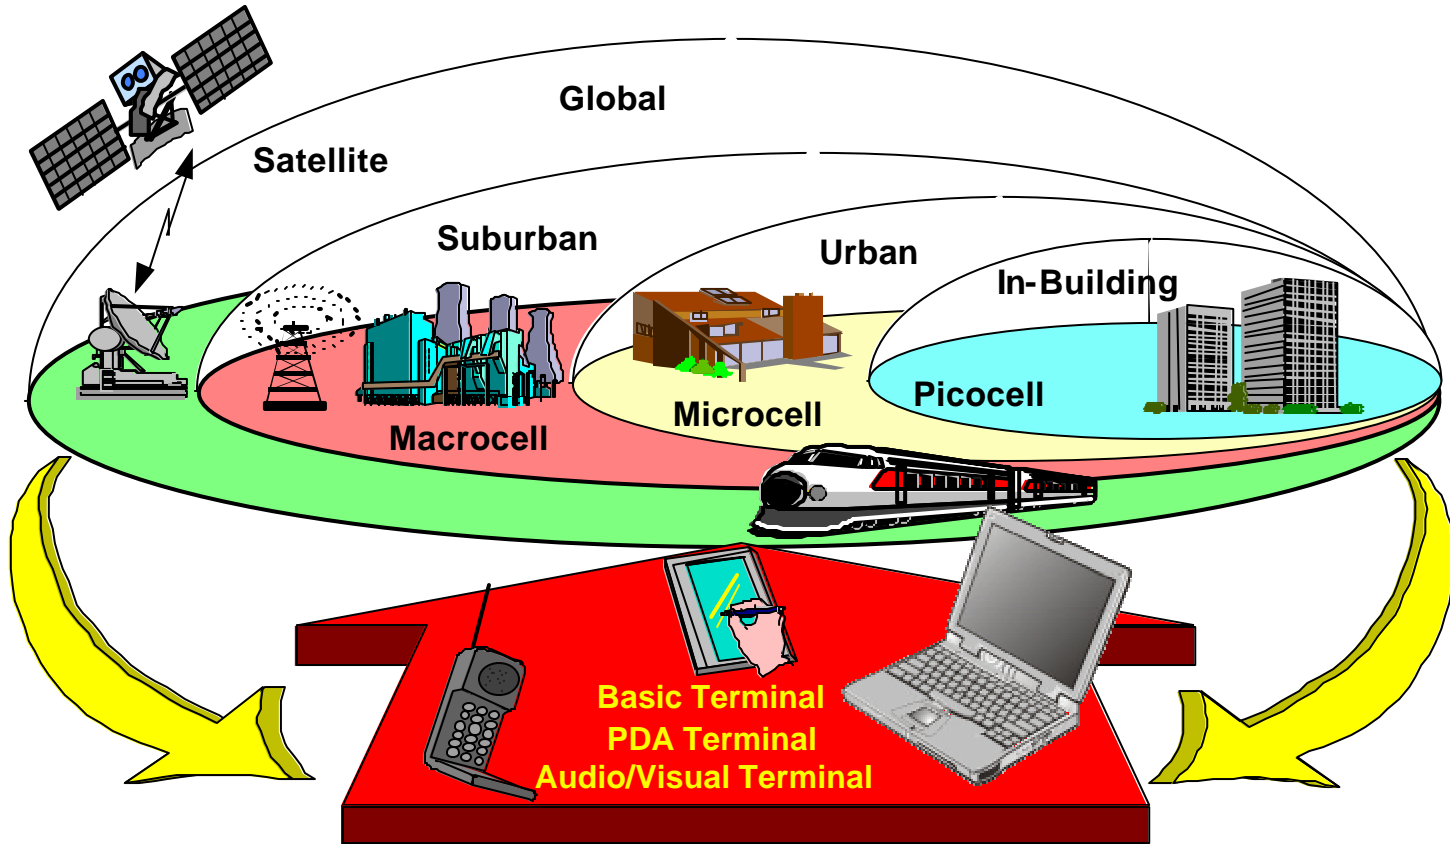 Global
Satellite
Suburban
Urban
In-Building
Picocell
Microcell
Macrocell
Basic Terminal
PDA Terminal
Audio/Visual Terminal